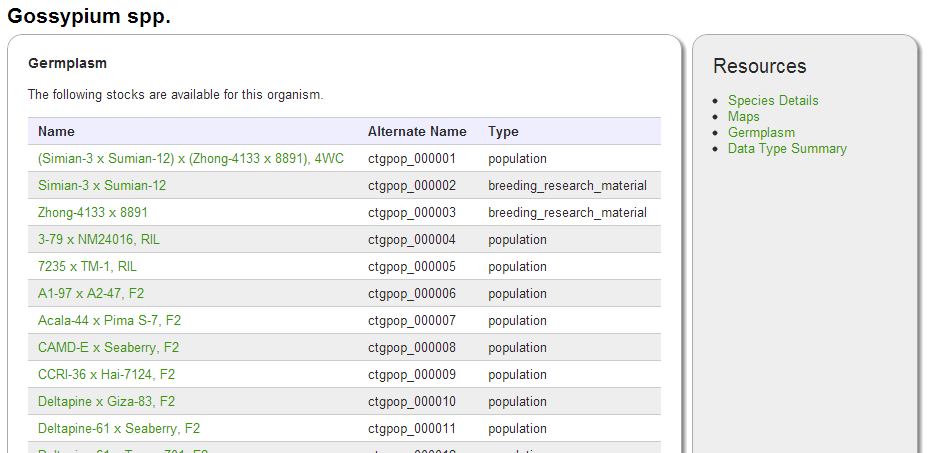 Gossypium spp.
Germplasm
The following stocks are available for this organism.
Name Alternate Name Type
(Simian-3 x Sumian-12) x (Zhong-4133 x 8891), 4WC ctgpop_000001 population
Simian-3 x Sumian-12 ctgpop_000002 breeding_research_material
Zhong-4133 x 8891 ctgpop_000003 breeding_research_material
3-79 x NM24016, RIL ctgpop_000004 population
7235 x TM-1, RIL ctgpop_000005 population
A1-97 x A2-47, F2 ctgpop_000006 population
Acala-44 x Pima S-7, F2 ctgpop_000007 population
CAMD-E x Seaberry, F2 ctgpop_000008 population
CCRI-36 x Hai-7124, F2 ctgpop_000009 population
Deltapine x Giza-83, F2 ctgpop_000010 population
Deltapine-61 x Seaberry, F2 ctgpop_000011 population
Resources
Species Details
Maps
Germplasm
Data Type Summary